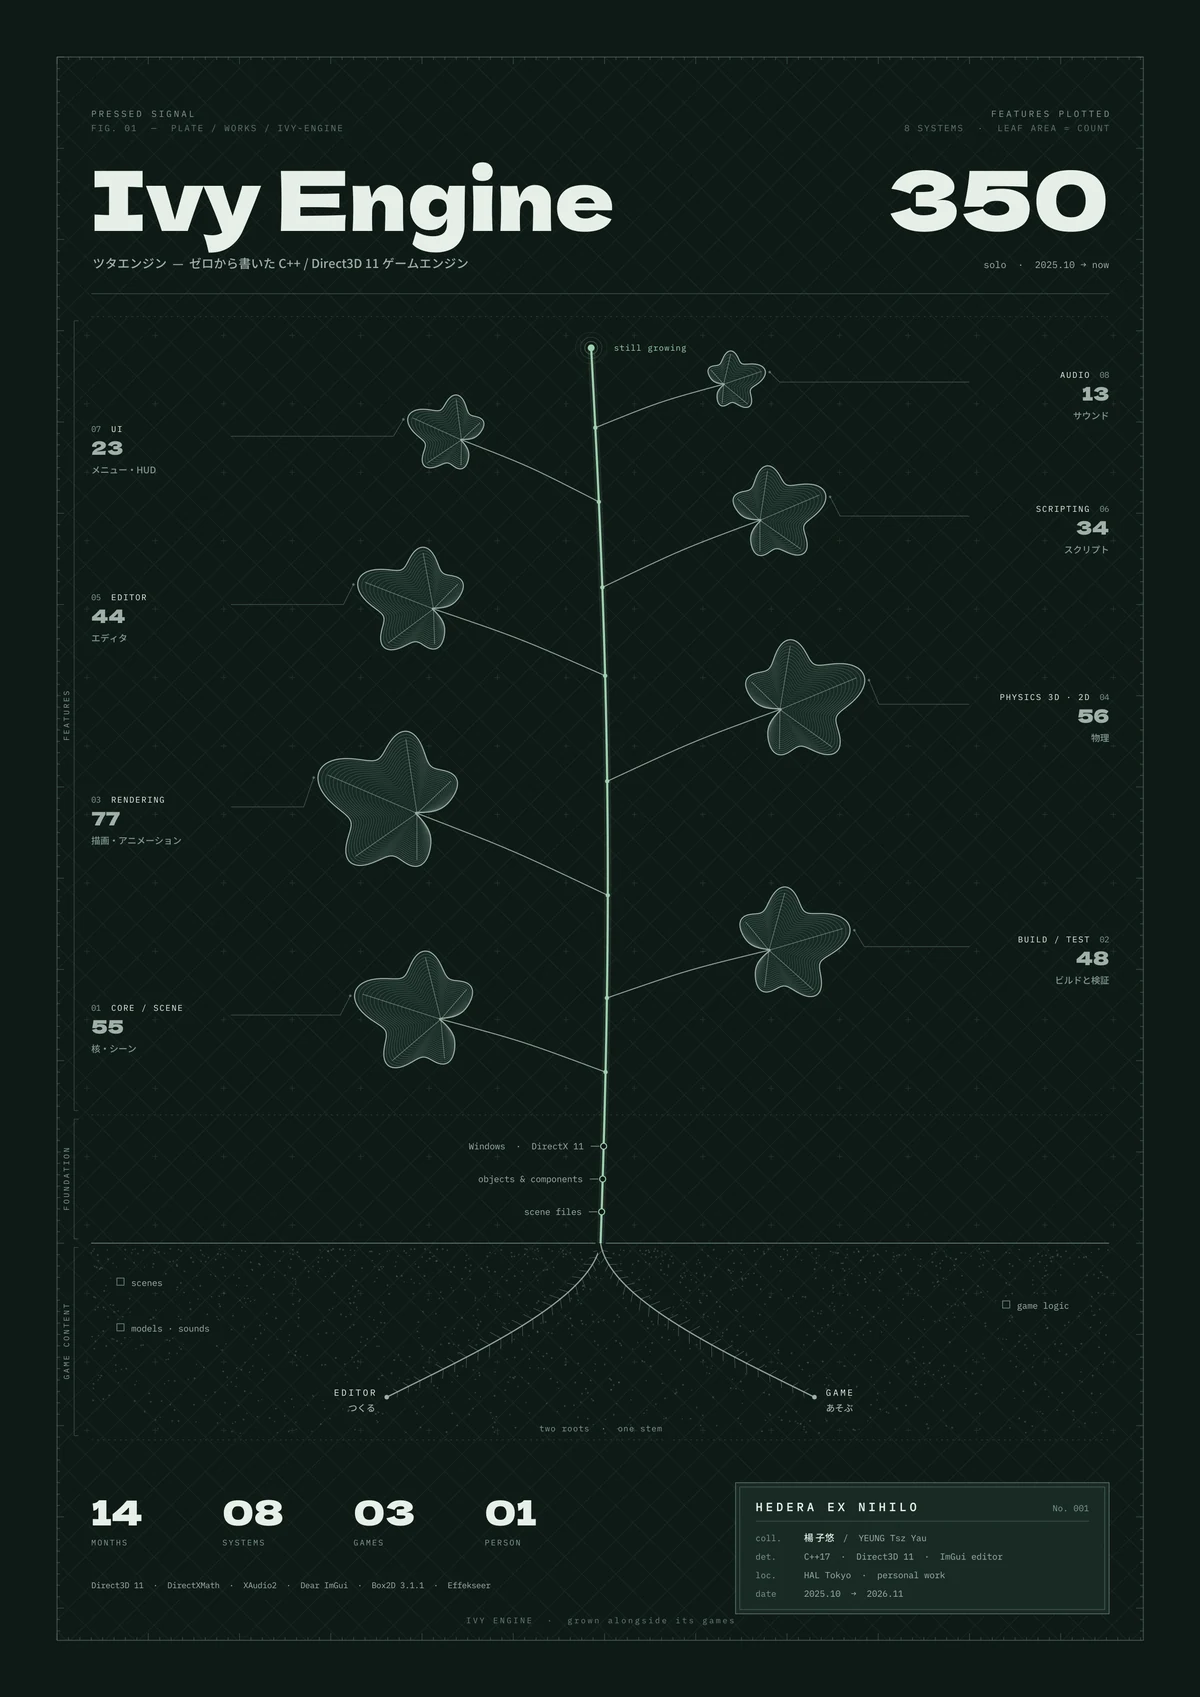 PRESSED SIGNAL
FIG. 01 — PLATE / WORKS / IVY-ENGINE
FEATURES PLOTTED
8 SYSTEMS · LEAF AREA = COUNT
Ivy Engine
350
ツタエンジン — ゼロから書いた C++ / Direct3D 11 ゲームエンジン
solo · 2025.10 → now
still growing
AUDIO 08
13
サウンド
07 UI
23
メニュー・HUD
SCRIPTING 06
34
スクリプト
05 EDITOR
44
エディタ
PHYSICS 3D · 2D 04
56
物理
FEATURES
03 RENDERING
77
描画・アニメーション
BUILD / TEST 02
48
ビルドと検証
01 CORE / SCENE
55
核・シーン
FOUNDATION
Windows · DirectX 11
objects & components
scene files
GAME CONTENT
scenes
models · sounds
game logic
EDITOR
つくる
GAME
あそぶ
two roots · one stem
14
MONTHS
08
SYSTEMS
03
GAMES
01
PERSON
Direct3D 11 · DirectXMath · XAudio2 · Dear ImGui · Box2D 3.1.1 · Effekseer
HEDERA EX NIHILO
No. 001
coll. 楊 子悠 / YEUNG Tsz Yau
det. C++17 · Direct3D 11 · ImGui editor
loc. HAL Tokyo · personal work
date 2025.10 → 2026.11
IVY ENGINE · grown alongside its games